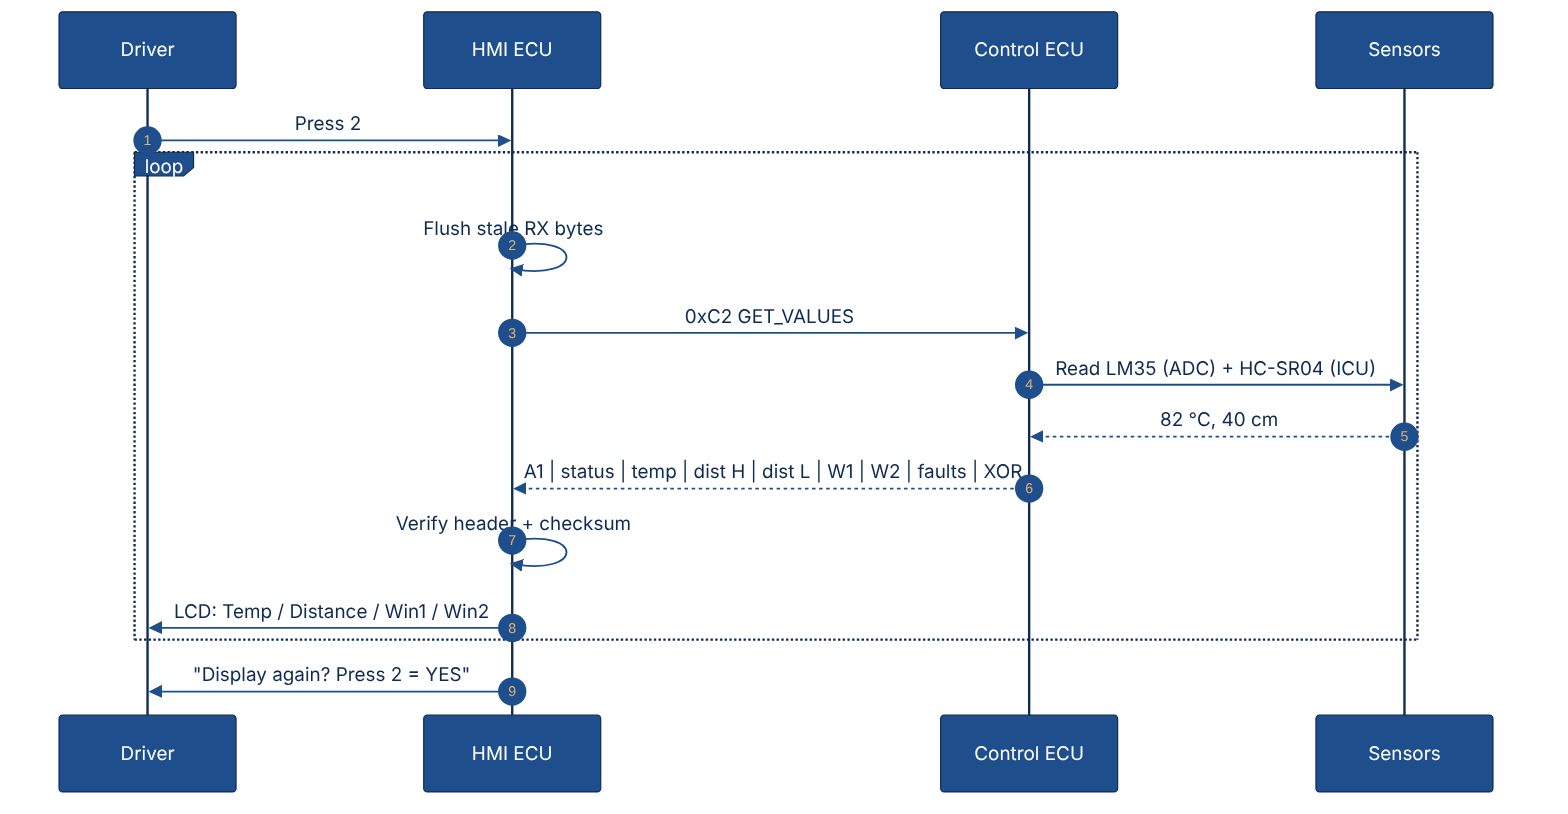 Driver
HMI ECU
Control ECU
Sensors
Press 2
1
loop
Flush stale RX bytes
2
0xC2 GET_VALUES
3
Read LM35 (ADC) + HC-SR04 (ICU)
4
82 °C, 40 cm
5
A1 | status | temp | dist H | dist L | W1 | W2 | faults | XOR
6
Verify header + checksum
7
LCD: Temp / Distance / Win1 / Win2
8
"Display again? Press 2 = YES"
9
Driver
HMI ECU
Control ECU
Sensors